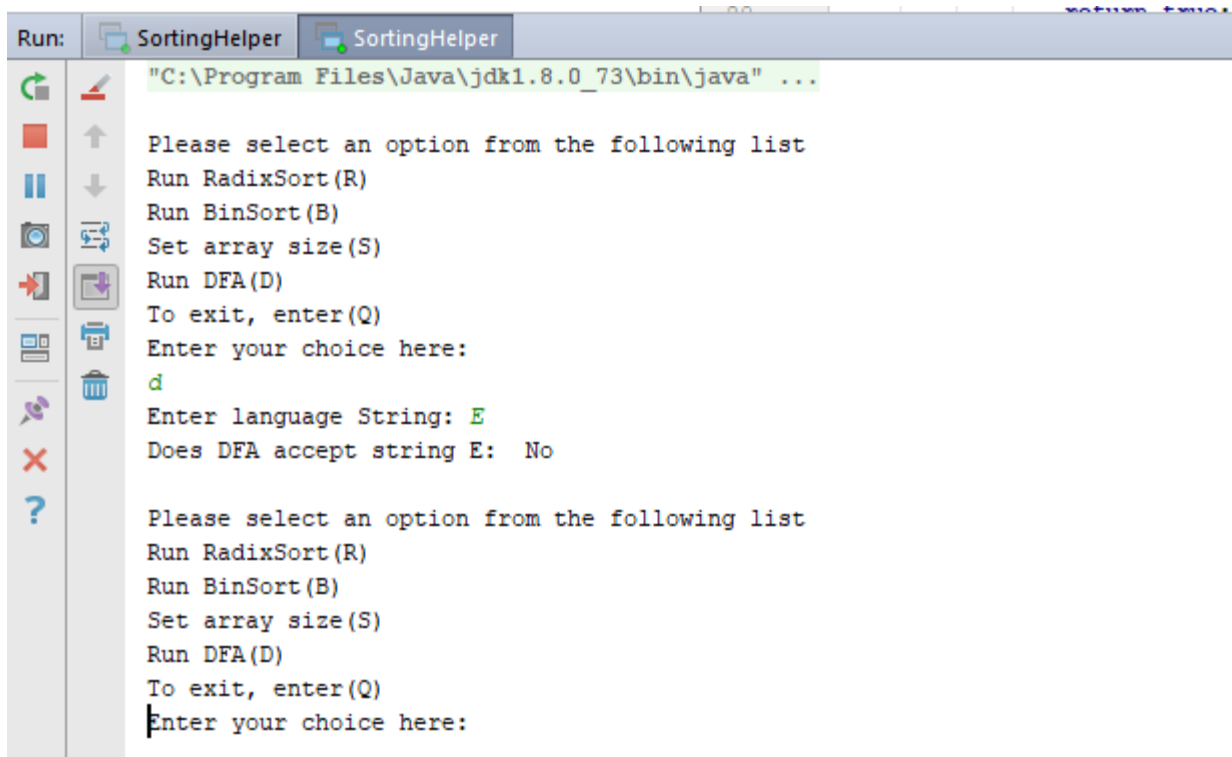 return true;
Run: SortingHelper SortingHelper
"C:\Program Files\Java\jdk1.8.0_73\bin\java" ...
Please select an option from the following list
Run RadixSort(R)
Run BinSort(B)
Set array size(S)
Run DFA(D)
To exit, enter(Q)
Enter your choice here:
d
Enter language String: E
Does DFA accept string E:  No
Please select an option from the following list
Run RadixSort(R)
Run BinSort(B)
Set array size(S)
Run DFA(D)
To exit, enter(Q)
Enter your choice here: